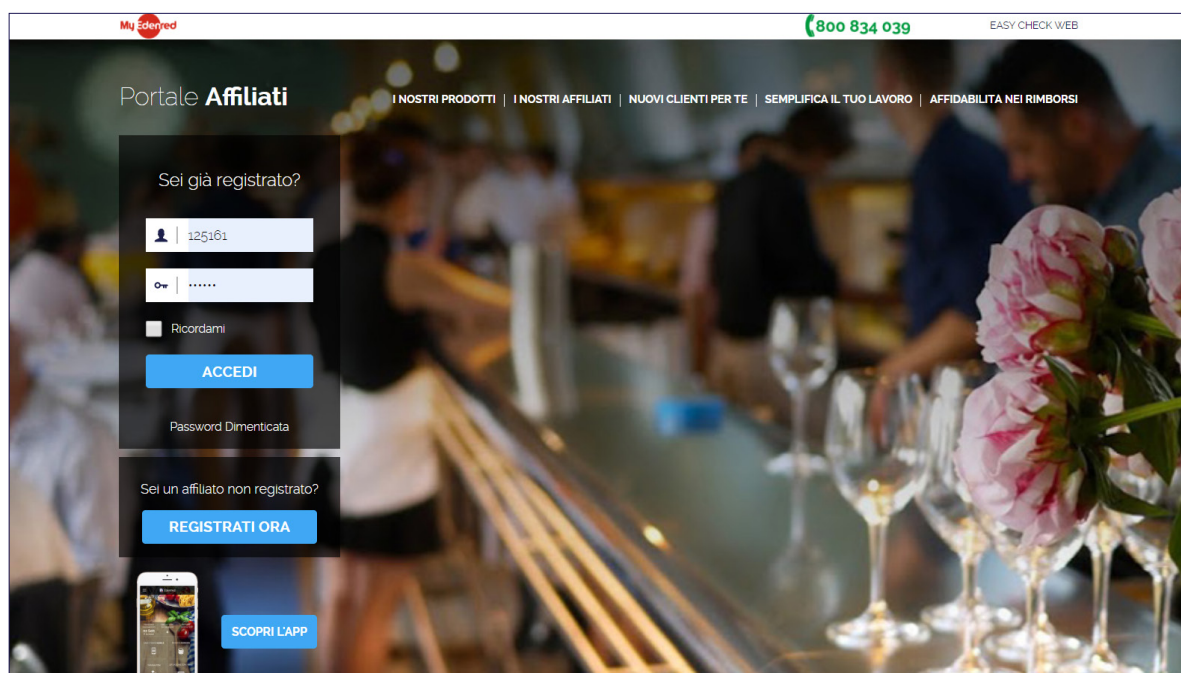 My Edenred
800 834 039
EASY CHECK WEB
Portale Affiliati
I NOSTRI PRODOTTI | I NOSTRI AFFILIATI | NUOVI CLIENTI PER TE | SEMPLIFICA IL TUO LAVORO | AFFIDABILITA NEI RIMBORSI
Sei già registrato?
125161
······
Ricordami
ACCEDI
Password Dimenticata
Sei un affiliato non registrato?
REGISTRATI ORA
SCOPRI L'APP